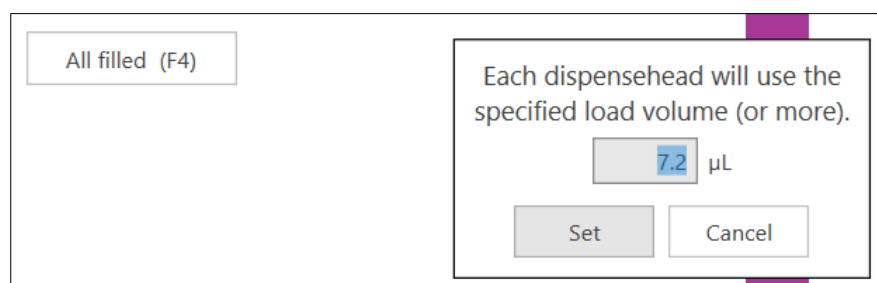 All filled (F4)
Each dispensehead will use the
specified load volume (or more).
7.2 µL
Set Cancel